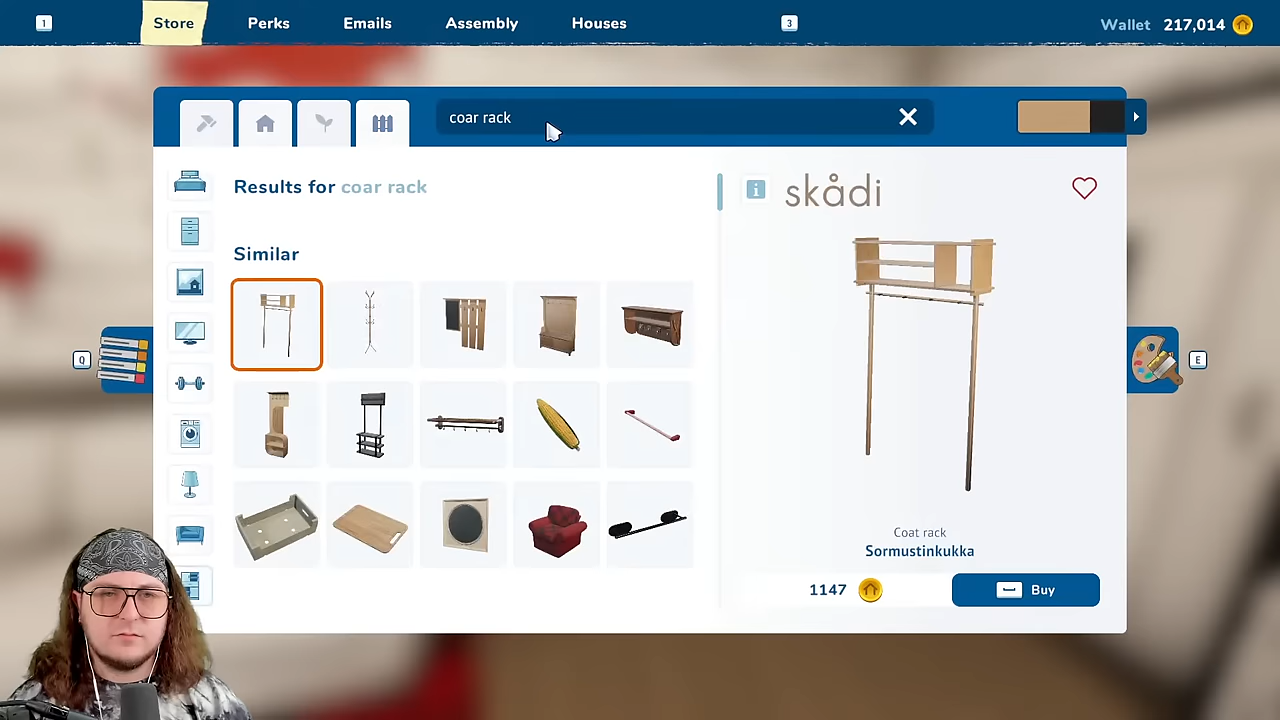 1 Store Perks Emails Assembly Houses 3 Wallet 217,014
coar rack
Results for coar rack
i skådi
Similar
Q
E
Coat rack
Sormustinkukka
1147 Buy